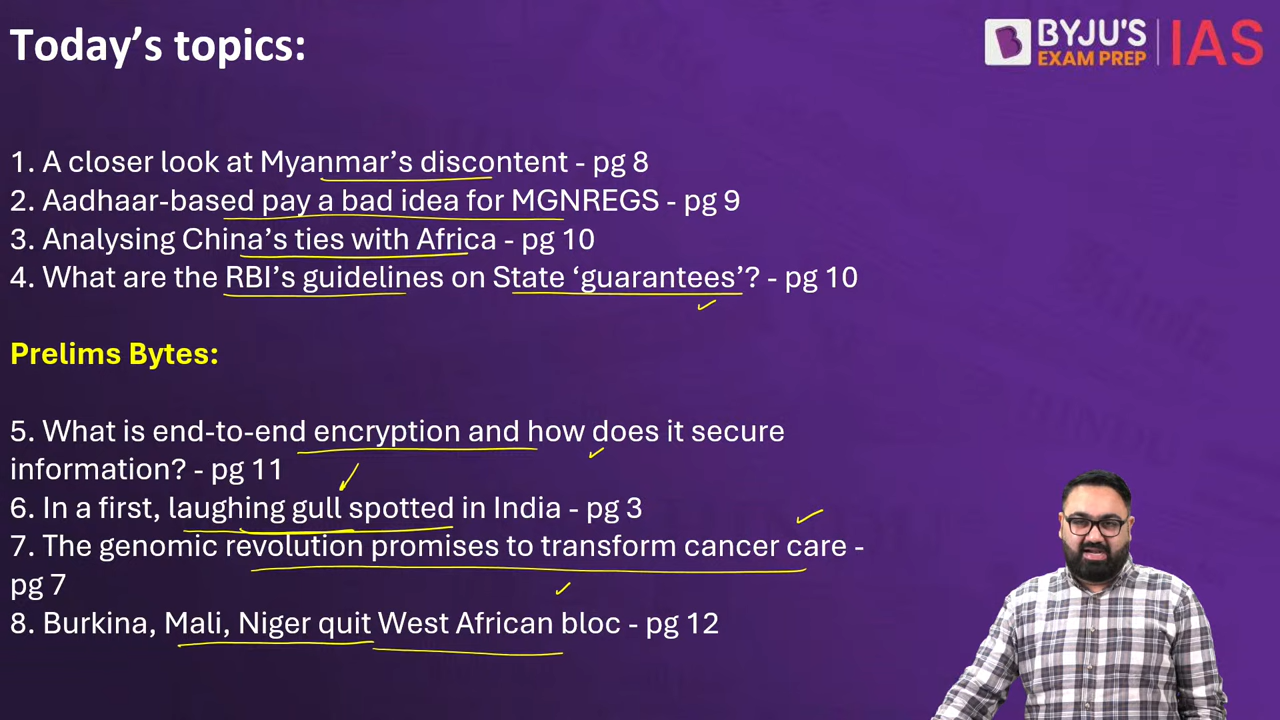 Today’s topics:
BYJU'S
EXAM PREP
IAS
1. A closer look at Myanmar’s discontent - pg 8
2. Aadhaar-based pay a bad idea for MGNREGS - pg 9
3. Analysing China’s ties with Africa - pg 10
4. What are the RBI’s guidelines on State ‘guarantees’? - pg 10
Prelims Bytes:
5. What is end-to-end encryption and how does it secure
information? - pg 11
6. In a first, laughing gull spotted in India - pg 3
7. The genomic revolution promises to transform cancer care -
pg 7
8. Burkina, Mali, Niger quit West African bloc - pg 12